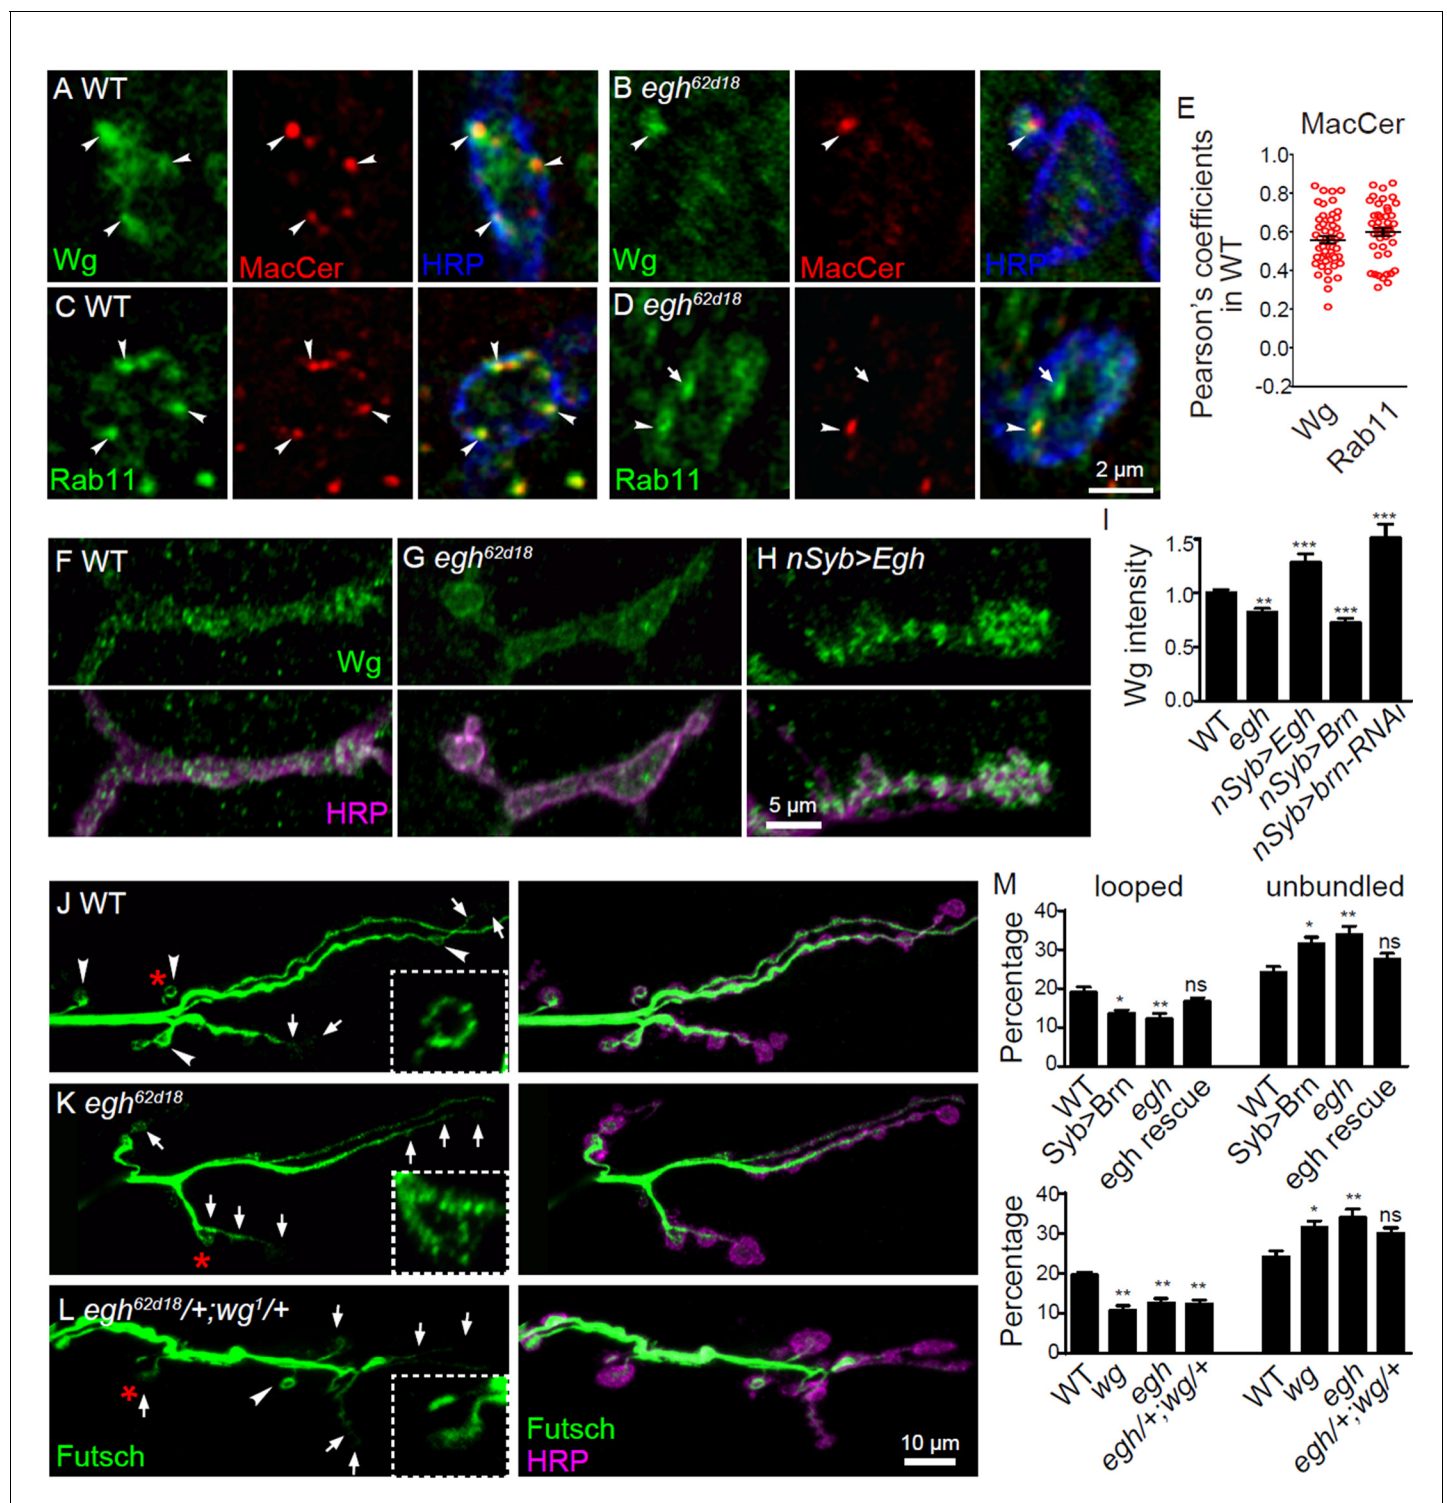 A WT
Wg
MacCer
HRP
B egh62d18
Wg
MacCer
HRP
C WT
Rab11
D egh62d18
Rab11
2 µm
E
MacCer
Pearson's coefficients
in WT
1.0
0.8
0.6
0.4
0.2
0.0
-0.2
Wg
Rab11
F WT
Wg
HRP
G egh62d18
H nSyb>Egh
5 µm
I
Wg intensity
1.5
1.0
0.5
0.0
**
***
***
***
WT
egh
nSyb>Egh
nSyb>Brn
nSyb>brn-RNAI
J WT
*
K egh62d18
*
L egh62d18/+;wg1/+
*
Futsch
Futsch
HRP
10 µm
M
looped
unbundled
Percentage
40
30
20
10
0
*
**
ns
*
**
ns
WT
Syb>Brn
egh
egh rescue
WT
Syb>Brn
egh
egh rescue
Percentage
40
30
20
10
0
**
**
**
*
**
ns
WT
wg
egh
egh/+;wg/+
WT
wg
egh
egh/+;wg/+